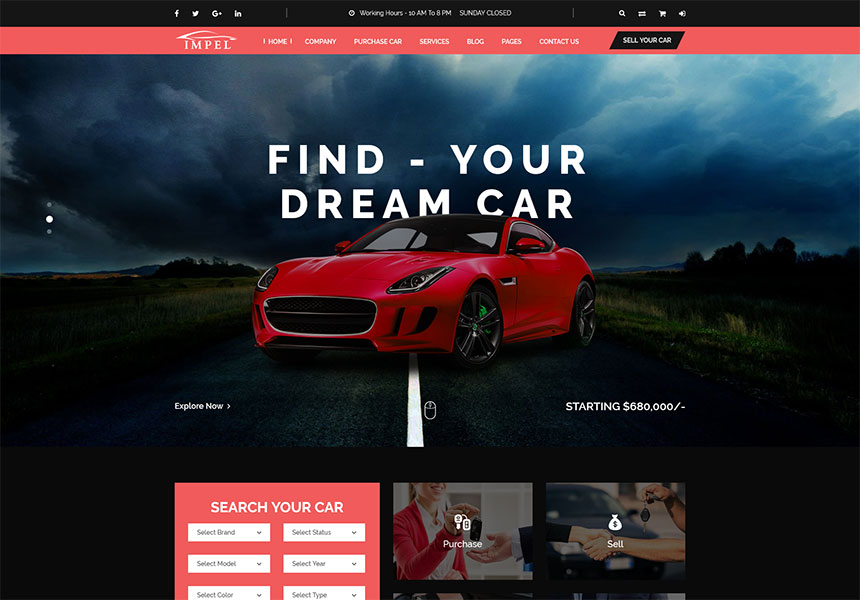 Working Hours - 10 AM To 8 PM SUNDAY CLOSED
IMPEL
HOME COMPANY PURCHASE CAR SERVICES BLOG PAGES CONTACT US
SELL YOUR CAR
FIND - YOUR
DREAM CAR
Explore Now
STARTING $680,000/-
SEARCH YOUR CAR
Select Brand Select Status
Select Model Select Year
Select Color Select Type
Purchase
Sell